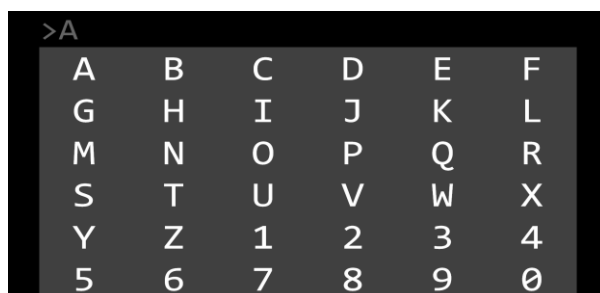 >A
A B C D E F
G H I J K L
M N O P Q R
S T U V W X
Y Z 1 2 3 4
5 6 7 8 9 0